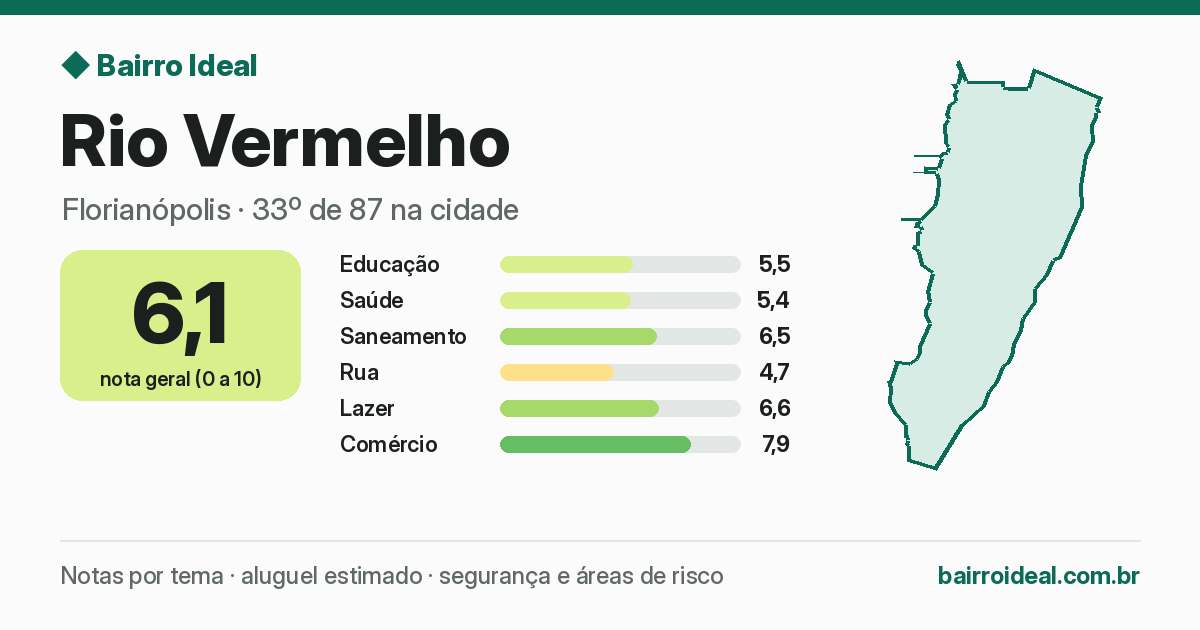 Bairro Ideal
Rio Vermelho
Florianópolis · 33º de 87 na cidade
6,1
nota geral (0 a 10)
Educação 5,5
Saúde 5,4
Saneamento 6,5
Rua 4,7
Lazer 6,6
Comércio 7,9
Notas por tema · aluguel estimado · segurança e áreas de risco
bairroideal.com.br